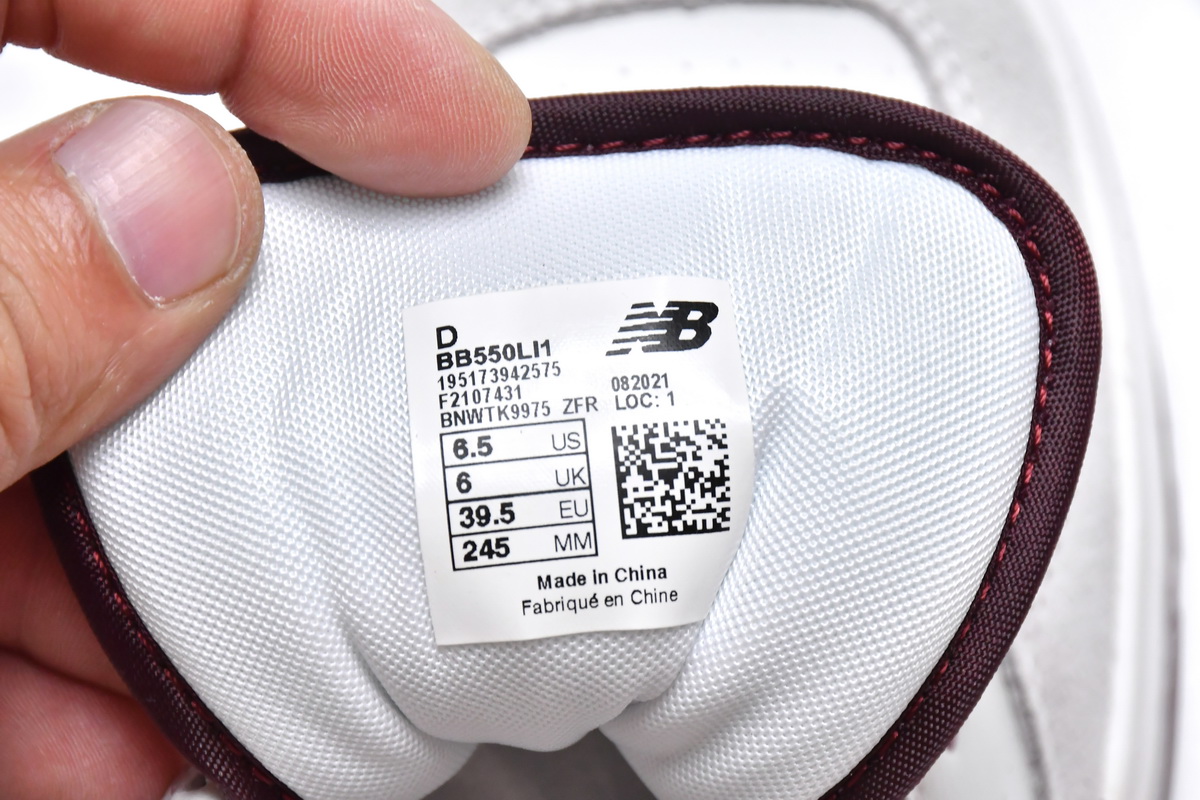 D
BB550LI1
195173942575
F2107431
BNWTK9975 ZFR
NB
082021
LOC: 1
6.5 US
6 UK
39.5 EU
245 MM
Made In China
Fabriqué en Chine